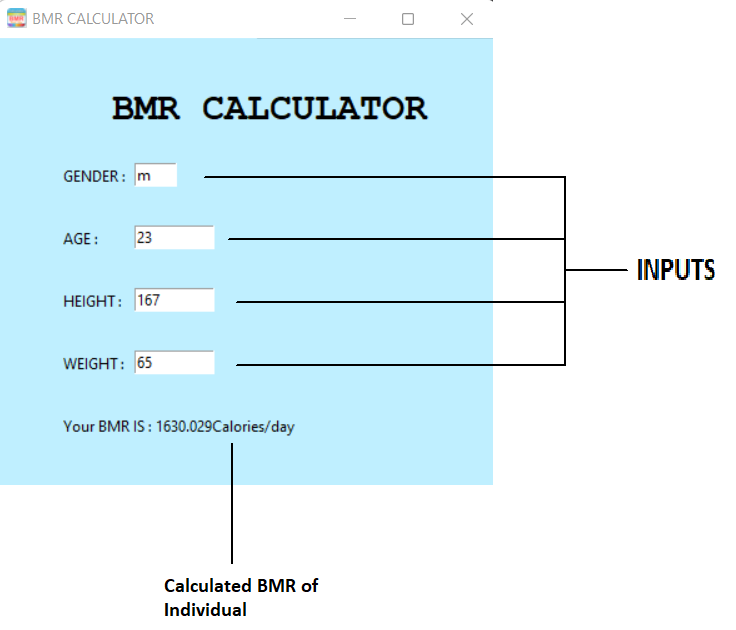 BMR CALCULATOR
BMR CALCULATOR
GENDER : m
AGE : 23
HEIGHT : 167
WEIGHT : 65
INPUTS
Your BMR IS : 1630.029Calories/day
Calculated BMR of
Individual